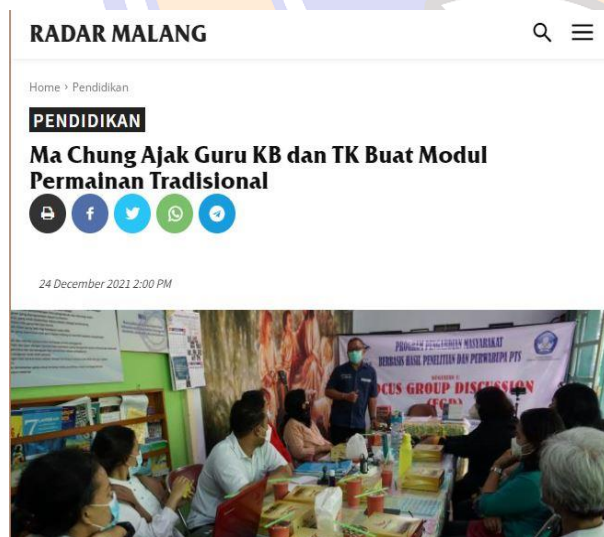 RADAR MALANG
Home › Pendidikan
PENDIDIKAN
Ma Chung Ajak Guru KB dan TK Buat Modul
Permainan Tradisional
24 December 2021 2:00 PM
PROGRAM PENGABDIAN MASYARAKAT
BERBASIS HASIL PENELITIAN DAN PURWARUPA PTS
OCUS GROUP DISCUSSION
(FGD)